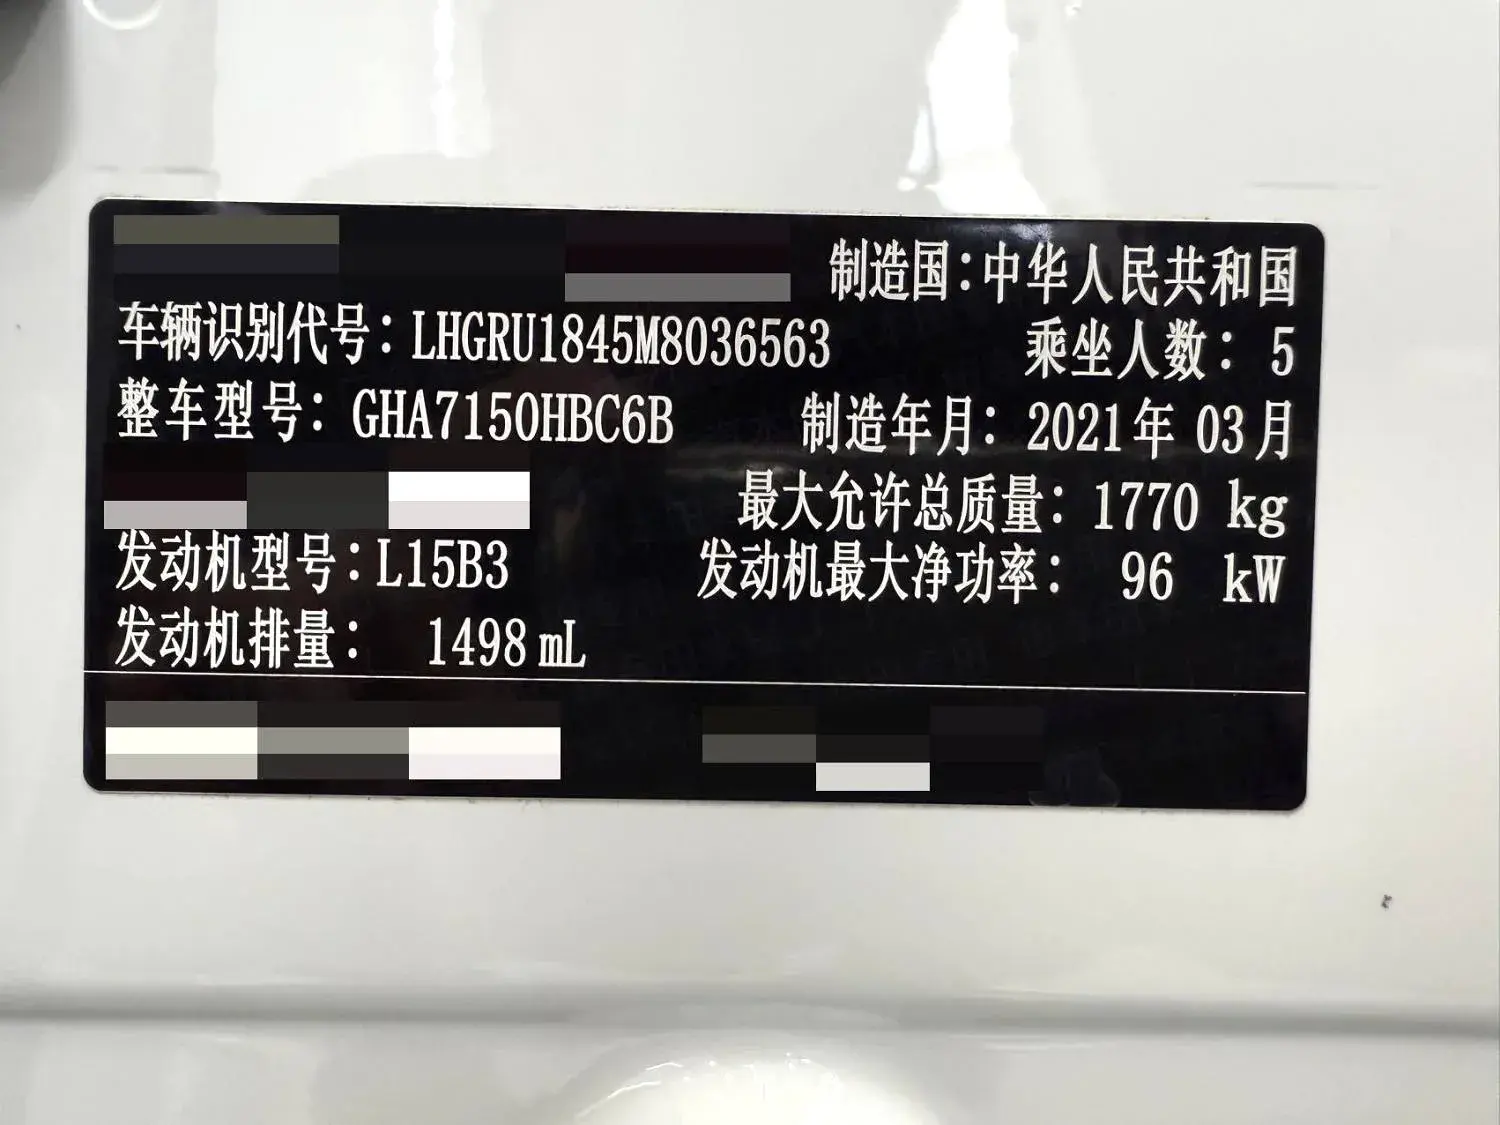 制造国：中华人民共和国
车辆识别代号：LHGRU1845M8036563
乘坐人数：5
整车型号：GHA7150HBC6B
制造年月：2021年 03月
最大允许总质量：1770 kg
发动机型号：L15B3
发动机最大净功率： 96 kW
发动机排量： 1498 mL